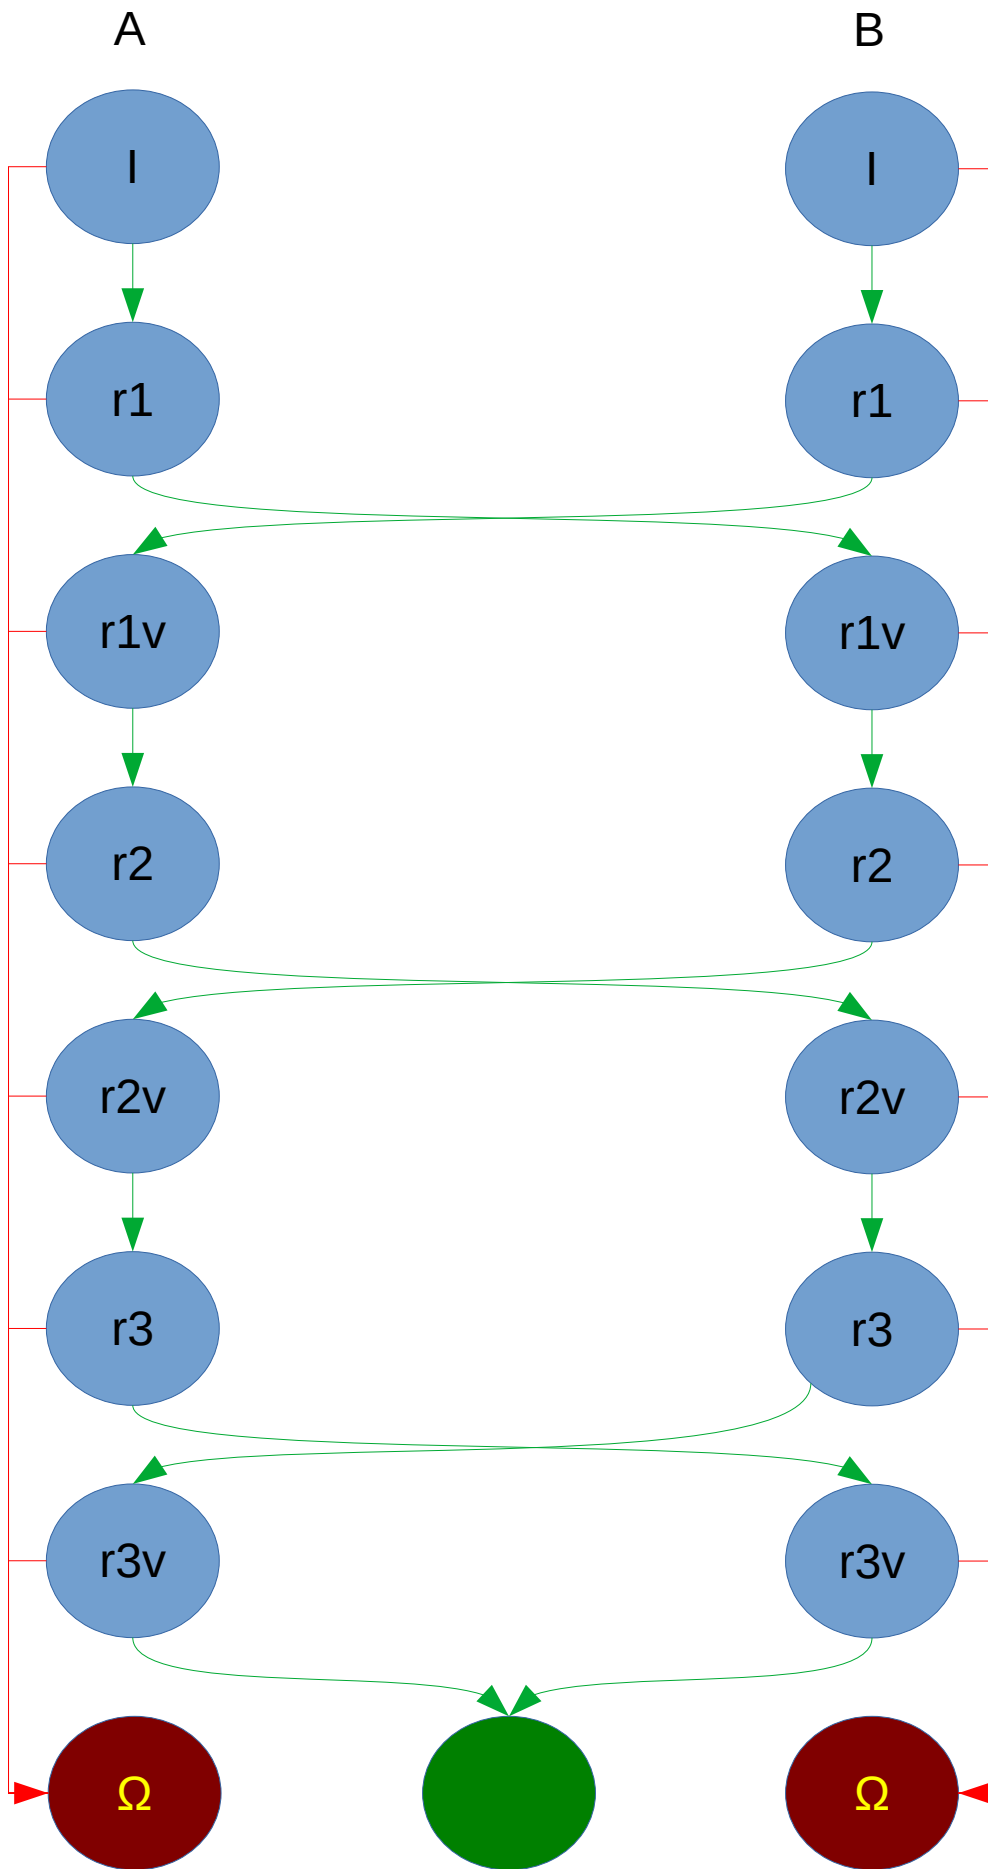 A B
I I
r1 r1
r1v r1v
r2 r2
r2v r2v
r3 r3
r3v r3v
Ω Ω